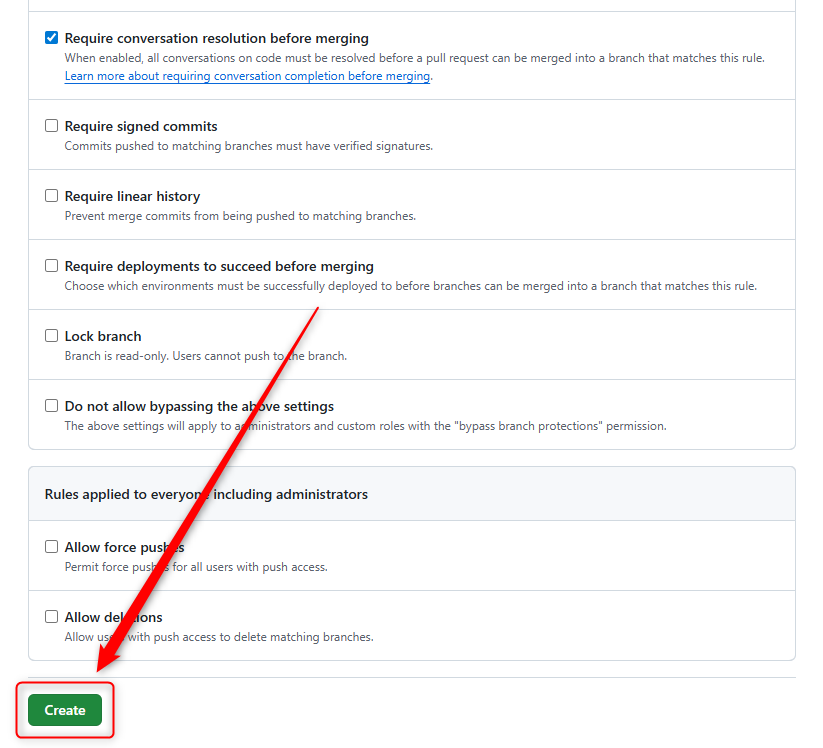 Require conversation resolution before merging
When enabled, all conversations on code must be resolved before a pull request can be merged into a branch that matches this rule.
Learn more about requiring conversation completion before merging.
Require signed commits
Commits pushed to matching branches must have verified signatures.
Require linear history
Prevent merge commits from being pushed to matching branches.
Require deployments to succeed before merging
Choose which environments must be successfully deployed to before branches can be merged into a branch that matches this rule.
Lock branch
Branch is read-only. Users cannot push to the branch.
Do not allow bypassing the above settings
The above settings will apply to administrators and custom roles with the "bypass branch protections" permission.
Rules applied to everyone including administrators
Allow force pushes
Permit force pushes for all users with push access.
Allow deletions
Allow users with push access to delete matching branches.
Create